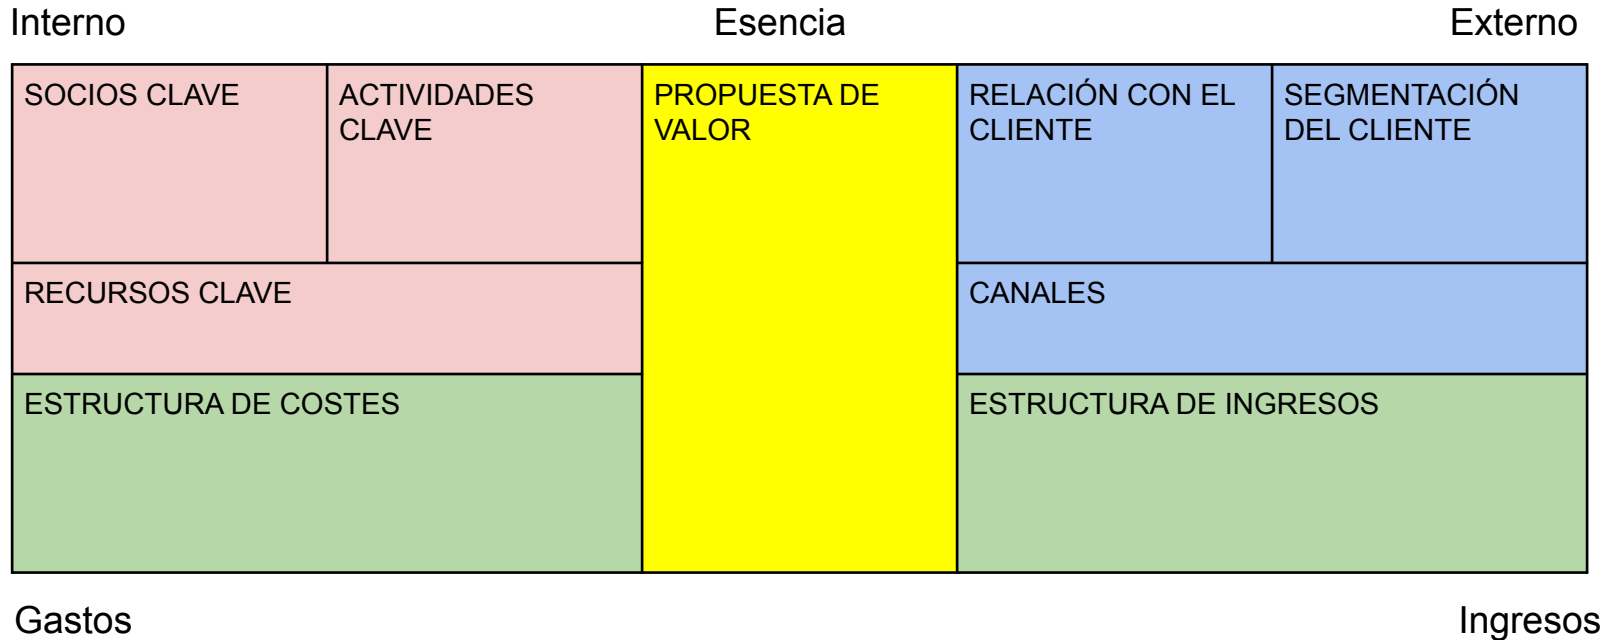 Interno
Esencia
Externo
SOCIOS CLAVE
ACTIVIDADES
CLAVE
PROPUESTA DE
VALOR
RELACIÓN CON EL
CLIENTE
SEGMENTACIÓN
DEL CLIENTE
RECURSOS CLAVE
CANALES
ESTRUCTURA DE COSTES
ESTRUCTURA DE INGRESOS
Gastos
Ingresos